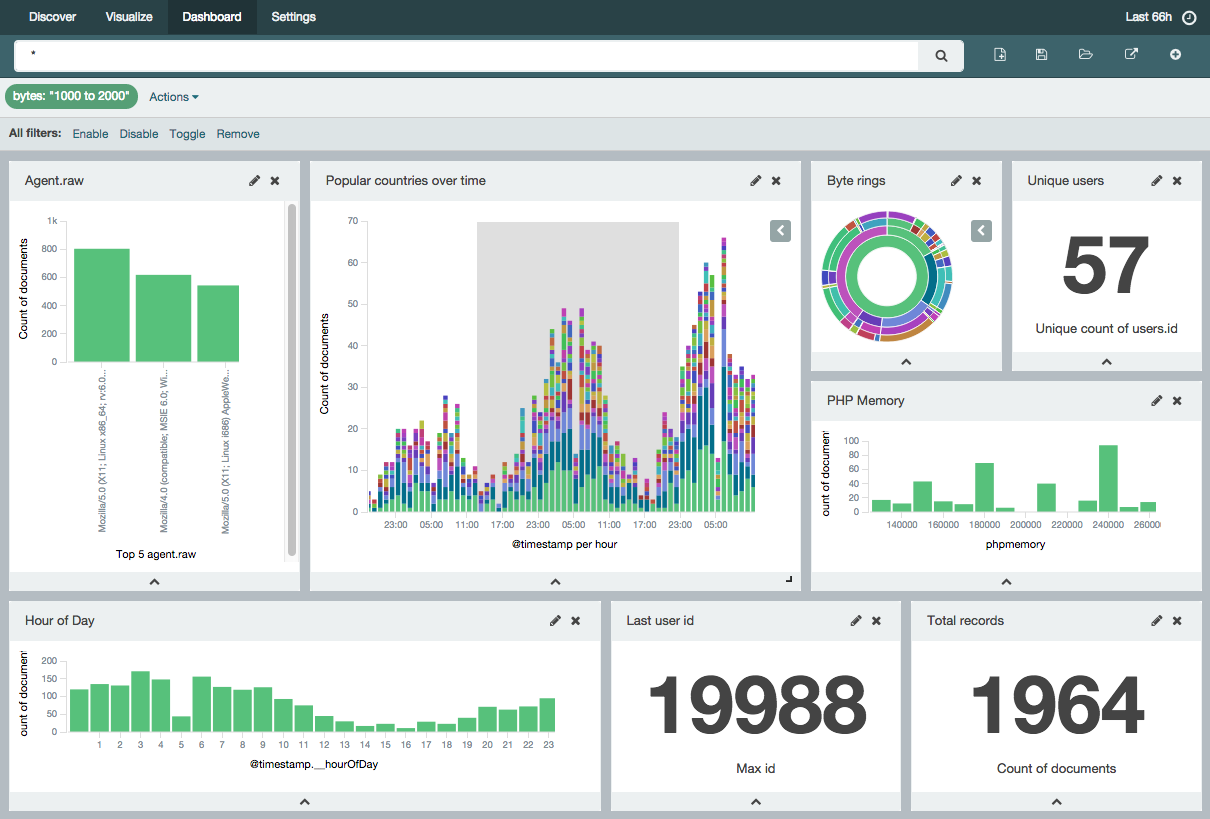 Discover Visualize Dashboard Settings Last 66h
*
bytes: "1000 to 2000" Actions
All filters: Enable Disable Toggle Remove
Agent.raw
1k
800
600
400
200
0
Count of documents
Mozilla/5.0 (X11; Linux x86_64; rv:6.0...
Mozilla/4.0 (compatible; MSIE 6.0; Wi...
Mozilla/5.0 (X11; Linux i686) AppleWe...
Top 5 agent.raw
Popular countries over time
70
60
50
40
30
20
10
0
Count of documents
23:00 05:00 11:00 17:00 23:00 05:00 11:00 17:00 23:00 05:00
@timestamp per hour
Byte rings
Unique users
57
Unique count of users.id
PHP Memory
100
80
60
40
20
0
ount of document
140000 160000 180000 200000 220000 240000 26000
phpmemory
Hour of Day
200
150
100
50
0
ount of documen
1 2 3 4 5 6 7 8 9 10 11 12 13 14 15 16 17 18 19 20 21 22 23
@timestamp.__hourOfDay
Last user id
19988
Max id
Total records
1964
Count of documents